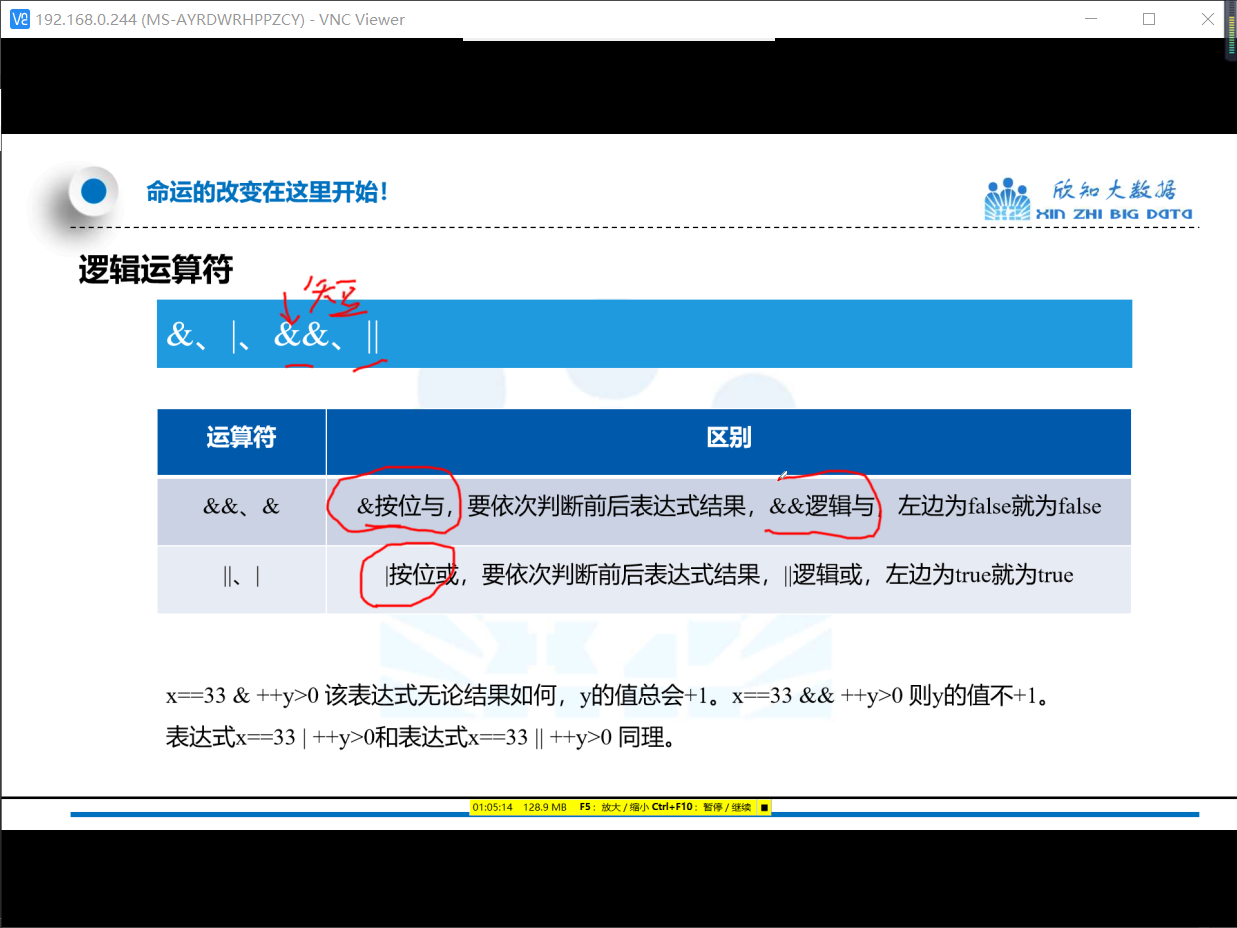 192.168.0.244 (MS-AYRDWRHPPZCY) - VNC Viewer
命运的改变在这里开始!
欣知大数据
XIN ZHI BIG DATA
逻辑运算符
短
&、|、&&、||
运算符 区别
&&、& &按位与，要依次判断前后表达式结果，&&逻辑与，左边为false就为false
||、| |按位或，要依次判断前后表达式结果，||逻辑或，左边为true就为true
x==33 & ++y>0 该表达式无论结果如何，y的值总会+1。x==33 && ++y>0 则y的值不+1。
表达式x==33 | ++y>0和表达式x==33 || ++y>0 同理。
01:05:14 128.9 MB F5：放大 / 缩小 Ctrl+F10：暂停 / 继续